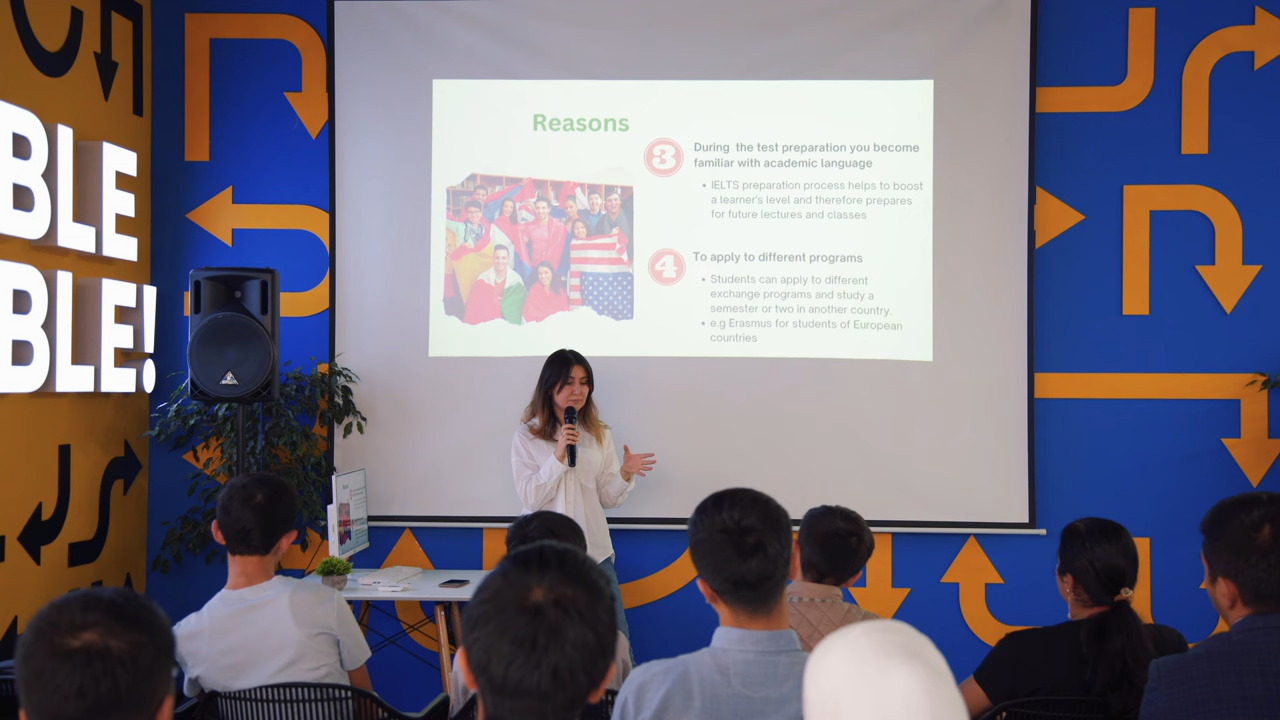 BLE
BLE!
Reasons
3
During the test preparation you become
familiar with academic language
• IELTS preparation process helps to boost
a learner's level and therefore prepares
for future lectures and classes
4
To apply to different programs
• Students can apply to different
exchange programs and study a
semester or two in another country.
• e.g Erasmus for students of European
countries